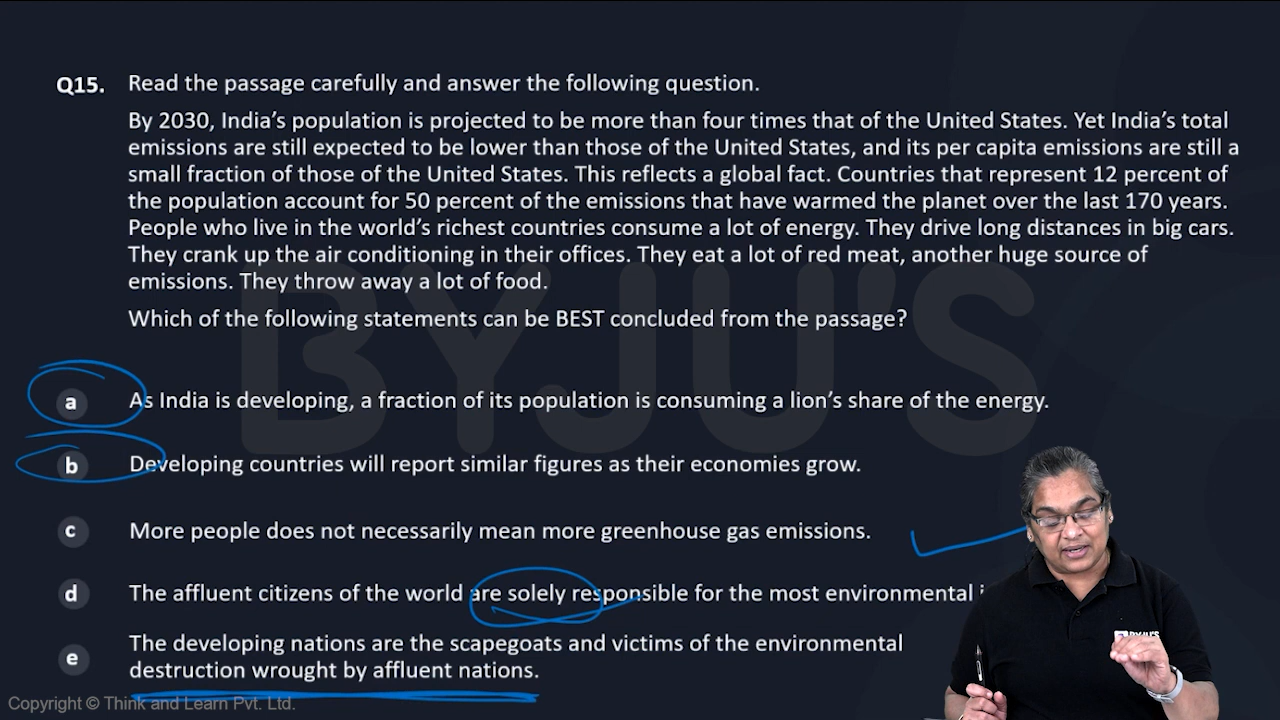 Q15. Read the passage carefully and answer the following question.
By 2030, India's population is projected to be more than four times that of the United States. Yet India's total
emissions are still expected to be lower than those of the United States, and its per capita emissions are still a
small fraction of those of the United States. This reflects a global fact. Countries that represent 12 percent of
the population account for 50 percent of the emissions that have warmed the planet over the last 170 years.
People who live in the world's richest countries consume a lot of energy. They drive long distances in big cars.
They crank up the air conditioning in their offices. They eat a lot of red meat, another huge source of
emissions. They throw away a lot of food.
Which of the following statements can be BEST concluded from the passage?
BYJU'S
a As India is developing, a fraction of its population is consuming a lion's share of the energy.
b Developing countries will report similar figures as their economies grow.
c More people does not necessarily mean more greenhouse gas emissions.
d The affluent citizens of the world are solely responsible for the most environmental
e The developing nations are the scapegoats and victims of the environmental
destruction wrought by affluent nations.
BYJU'S
Copyright © Think and Learn Pvt. Ltd.